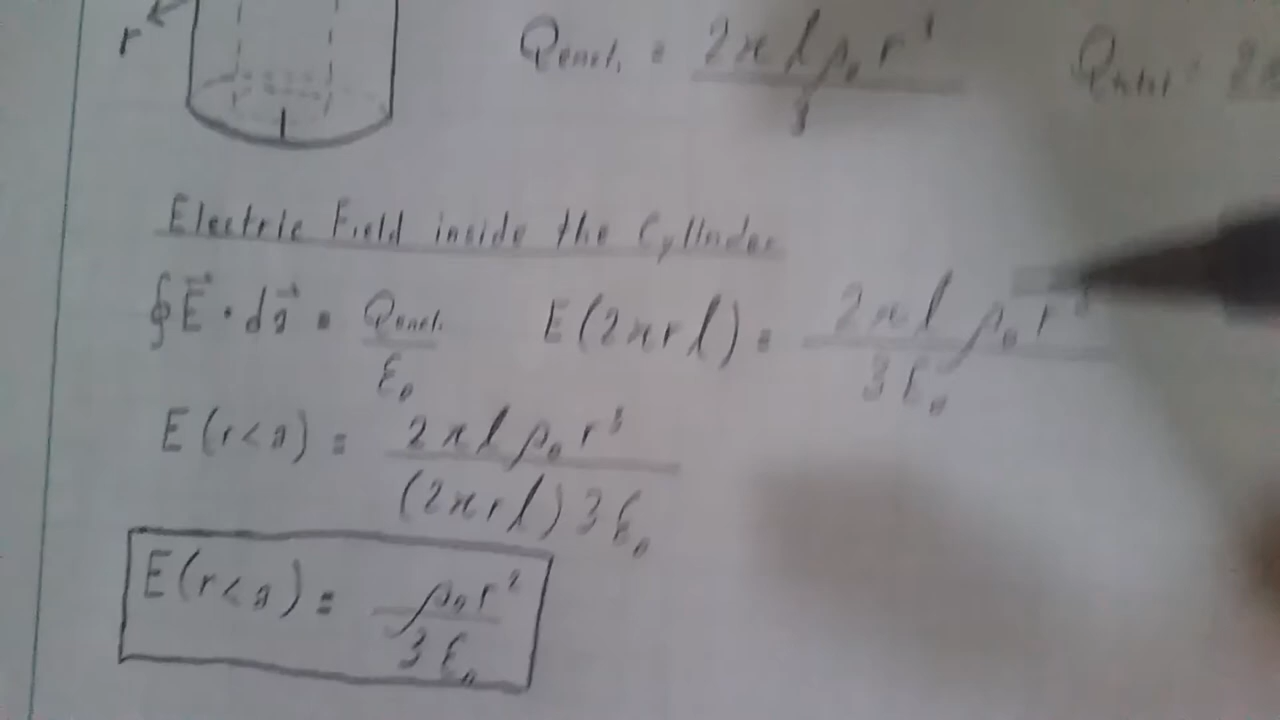 r
Qencl. = 2πlρ₀r³ / 3
Electric Field inside the Cylinder
∮E⃗ · da⃗ = Qencl. / ε₀ E(2πrl) = 2πlρ₀r³ / 3ε₀
E(r<a) = 2πlρ₀r³ / (2πrl)3ε₀
E(r<a) = ρ₀r² / 3ε₀